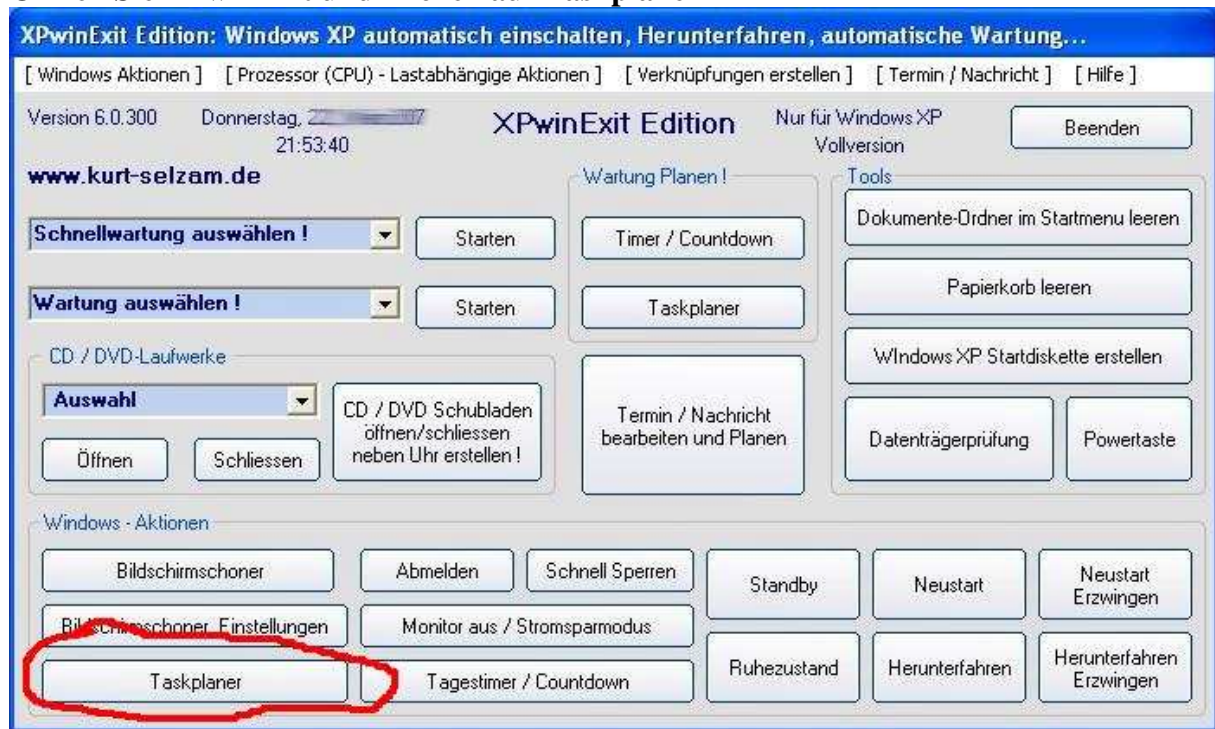 XPwinExit Edition: Windows XP automatisch einschalten, Herunterfahren, automatische Wartung...
[ Windows Aktionen ] [ Prozessor (CPU) - Lastabhängige Aktionen ] [ Verknüpfungen erstellen ] [ Termin / Nachricht ] [ Hilfe ]
Version 6.0.300
Donnerstag,
21:53:40
XPwinExit Edition
Nur für Windows XP
Vollversion
Beenden
www.kurt-selzam.de
Schnellwartung auswählen !
Starten
Wartung auswählen !
Starten
Wartung Planen !
Timer / Countdown
Taskplaner
Tools
Dokumente-Ordner im Startmenu leeren
Papierkorb leeren
WIndows XP Startdiskette erstellen
Datenträgerprüfung
Powertaste
CD / DVD-Laufwerke
Auswahl
Öffnen
Schliessen
CD / DVD Schubladen
öffnen/schliessen
neben Uhr erstellen !
Termin / Nachricht
bearbeiten und Planen
Windows - Aktionen
Bildschirmschoner
Abmelden
Schnell Sperren
Standby
Neustart
Neustart
Erzwingen
Bildschirmschoner Einstellungen
Monitor aus / Stromsparmodus
Taskplaner
Tagestimer / Countdown
Ruhezustand
Herunterfahren
Herunterfahren
Erzwingen